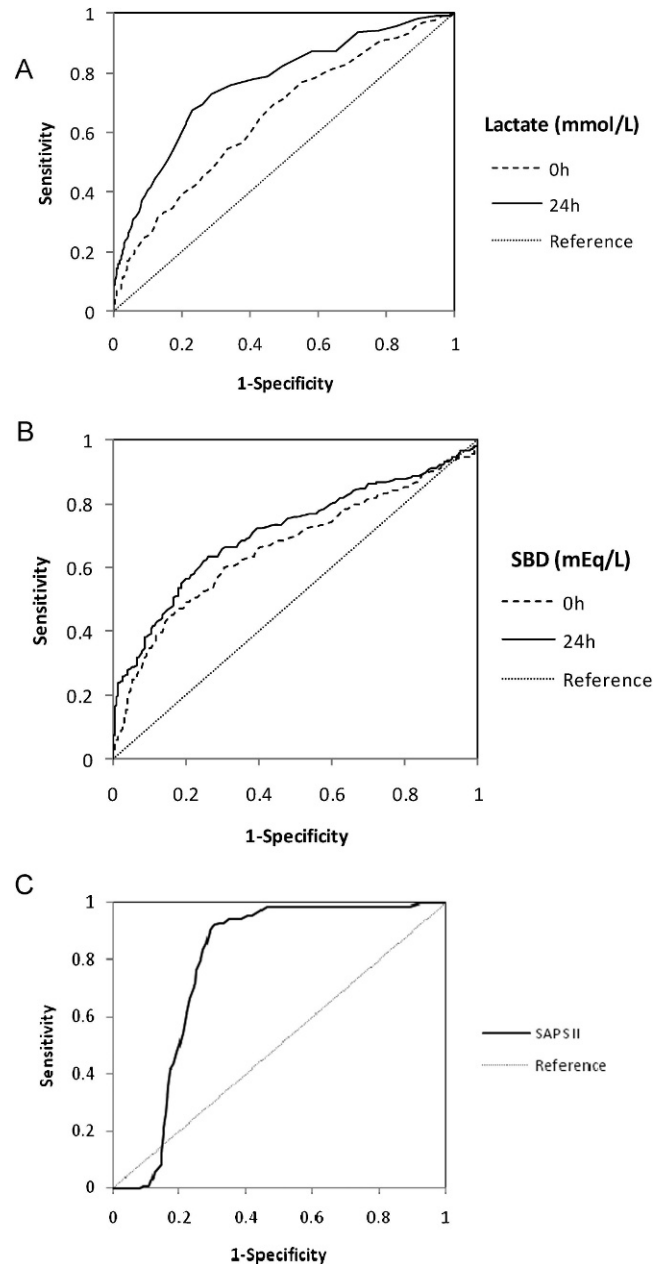 A
1
0.8
0.6
0.4
0.2
0
Sensitivity
0 0.2 0.4 0.6 0.8 1
1-Specificity
Lactate (mmol/L)
0h
24h
Reference
B
1
0.8
0.6
0.4
0.2
0
Sensitivity
0 0.2 0.4 0.6 0.8 1
1-Specificity
SBD (mEq/L)
0h
24h
Reference
C
1
0.8
0.6
0.4
0.2
0
Sensitivity
0 0.2 0.4 0.6 0.8 1
1-Specificity
SAPS II
Reference